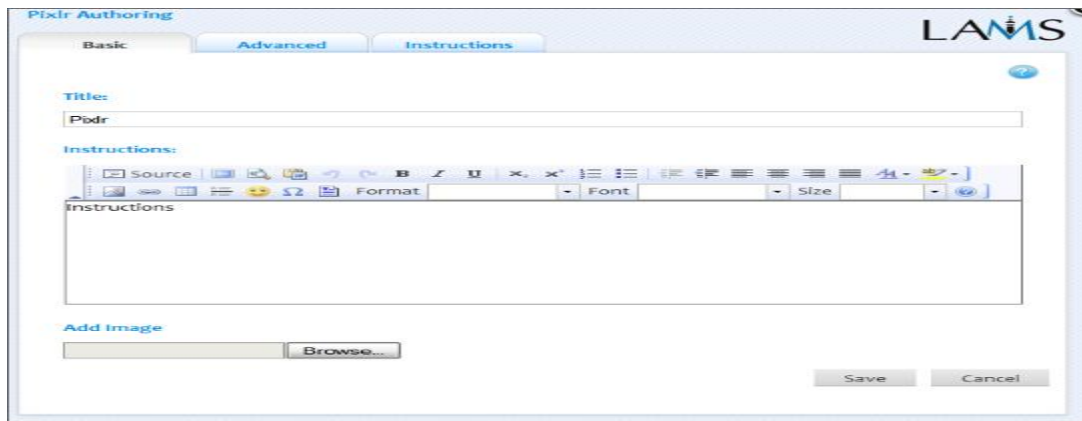 Pixlr Authoring
LAMS
Basic Advanced Instructions
Title:
Pixlr
Instructions:
Source B I U
Format Font Size
Instructions
Add Image
Browse...
Save Cancel